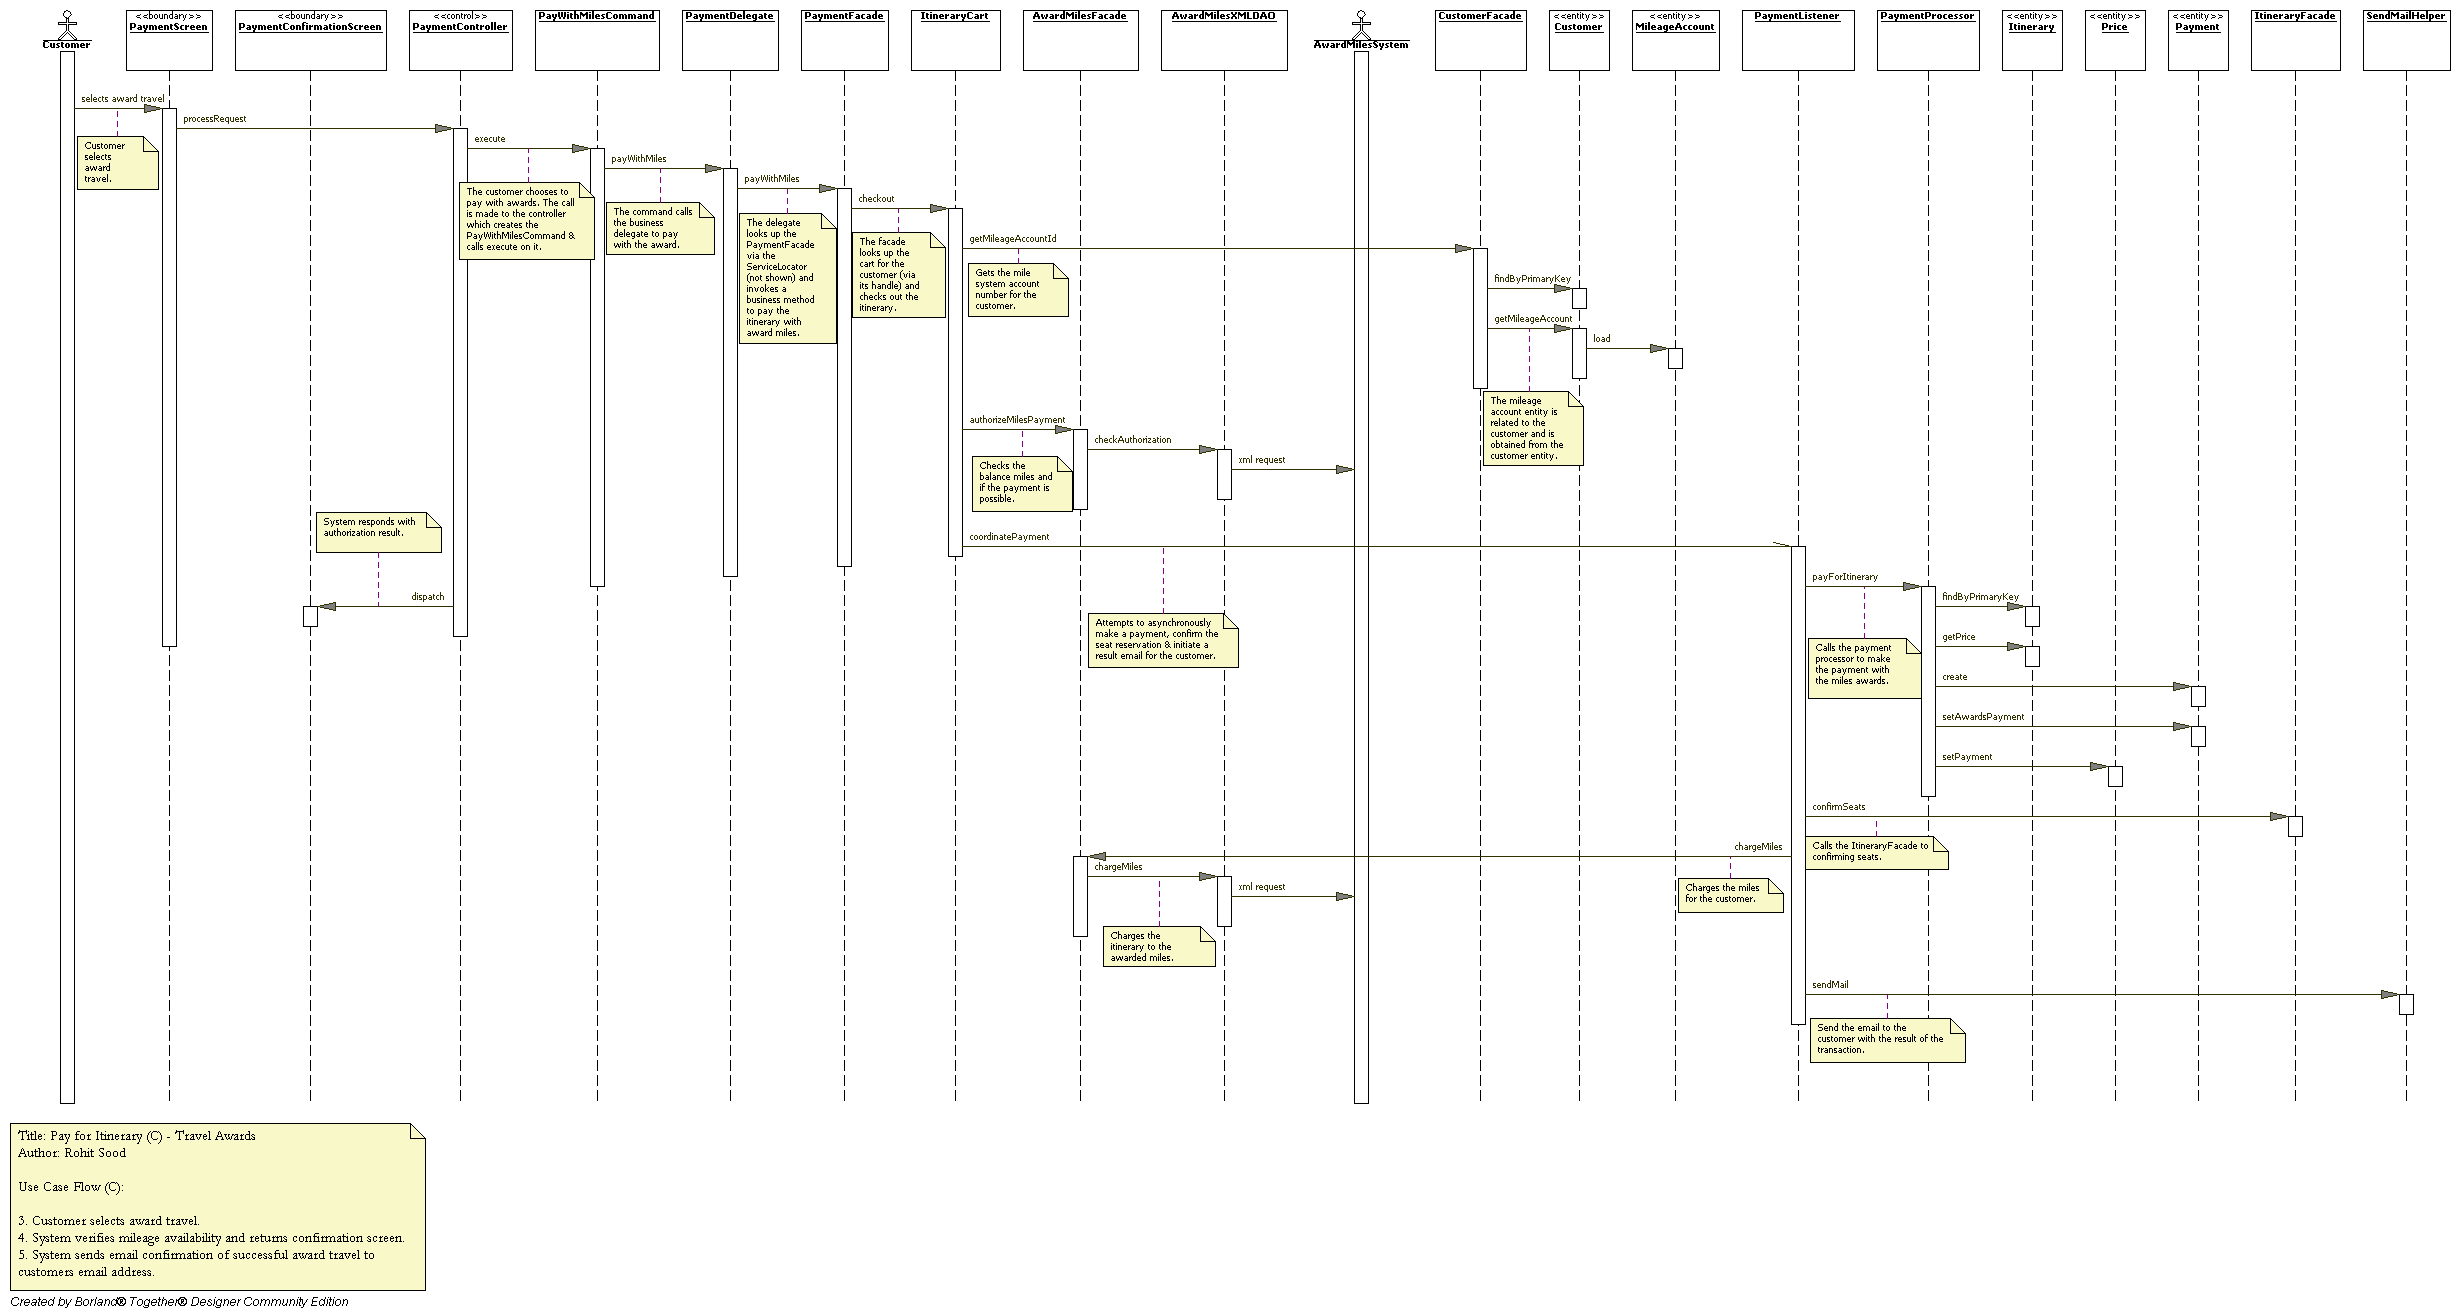 Customer
<<boundary>>
PaymentScreen
<<boundary>>
PaymentConfirmationScreen
<<control>>
PaymentController
PayWithMilesCommand
PaymentDelegate
PaymentFacade
ItineraryCart
AwardMilesFacade
AwardMilesXMLDAO
AwardMilesSystem
CustomerFacade
<<entity>>
Customer
<<entity>>
MileageAccount
PaymentListener
PaymentProcessor
<<entity>>
Itinerary
<<entity>>
Price
<<entity>>
Payment
ItineraryFacade
SendMailHelper
selects award travel
Customer
selects
award
travel.
processRequest
execute
The customer chooses to
pay with awards. The call
is made to the controller
which creates the
PayWithMilesCommand &
calls execute on it.
payWithMiles
The command calls
the business
delegate to pay
with the award.
payWithMiles
The delegate
looks up the
PaymentFacade
via the
ServiceLocator
(not shown) and
invokes a
business method
to pay the
itinerary with
award miles.
checkout
The facade
looks up the
cart for the
customer (via
its handle) and
checks out the
itinerary.
getMileageAccountId
Gets the mile
system account
number for the
customer.
findByPrimaryKey
getMileageAccount
load
The mileage
account entity is
related to the
customer and is
obtained from the
customer entity.
authorizeMilesPayment
checkAuthorization
xml request
Checks the
balance miles and
if the payment is
possible.
System responds with
authorization result.
dispatch
coordinatePayment
Attempts to asynchronously
make a payment, confirm the
seat reservation & initiate a
result email for the customer.
payForItinerary
Calls the payment
processor to make
the payment with
the miles awards.
findByPrimaryKey
getPrice
create
setAwardsPayment
setPayment
confirmSeats
Calls the ItineraryFacade to
confirming seats.
chargeMiles
Charges the miles
for the customer.
chargeMiles
xml request
Charges the
itinerary to the
awarded miles.
sendMail
Send the email to the
customer with the result of the
transaction.
Title: Pay for Itinerary (C) - Travel Awards
Author: Rohit Sood
Use Case Flow (C):
3. Customer selects award travel.
4. System verifies mileage availability and returns confirmation screen.
5. System sends email confirmation of successful award travel to
customers email address.
Created by Borland® Together® Designer Community Edition